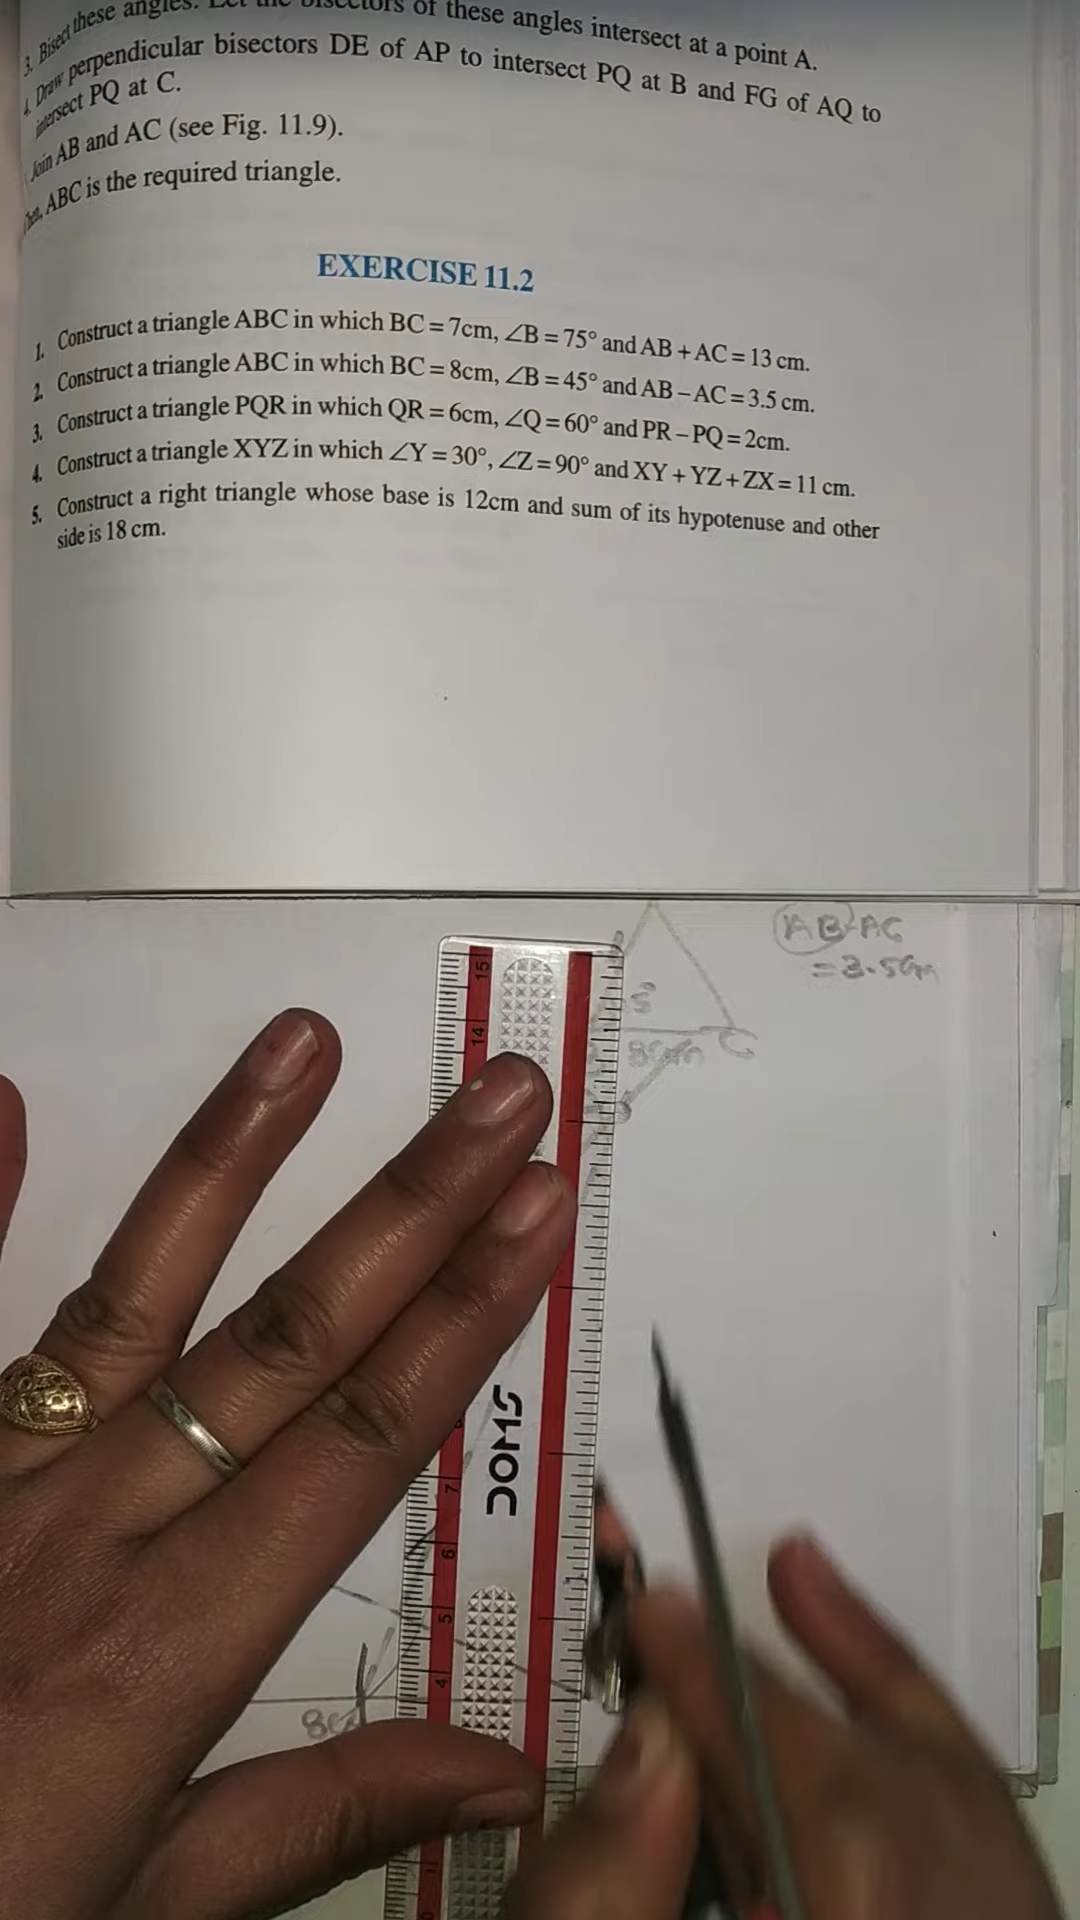 3. Bisect these angles. Let the bisectors of these angles intersect at a point A.
4. Draw perpendicular bisectors DE of AP to intersect PQ at B and FG of AQ to
intersect PQ at C.
Join AB and AC (see Fig. 11.9).
Then, ABC is the required triangle.
EXERCISE 11.2
1. Construct a triangle ABC in which BC = 7cm, ∠B = 75° and AB + AC = 13 cm.
2. Construct a triangle ABC in which BC = 8cm, ∠B = 45° and AB – AC = 3.5 cm.
3. Construct a triangle PQR in which QR = 6cm, ∠Q = 60° and PR – PQ = 2cm.
4. Construct a triangle XYZ in which ∠Y = 30°, ∠Z = 90° and XY + YZ + ZX = 11 cm.
5. Construct a right triangle whose base is 12cm and sum of its hypotenuse and other
side is 18 cm.
AB-AC
=3.5cm
8cm C
15
14
DOMS
7
6
5
4
1
0